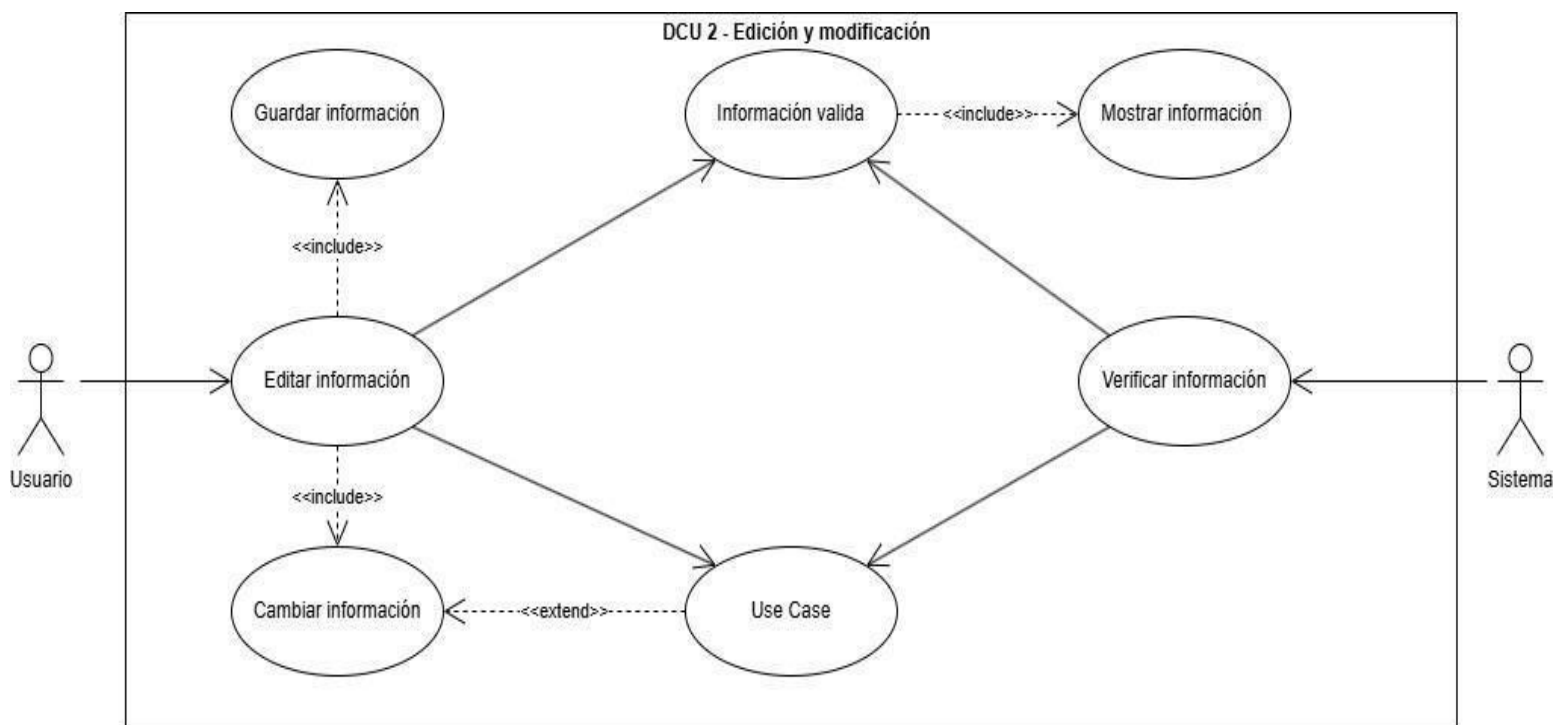 DCU 2 - Edición y modificación
Guardar información
Información valida
<<include>>
Mostrar información
<<include>>
Editar información
Verificar información
Usuario
Sistema
<<include>>
Cambiar información
<<extend>>
Use Case